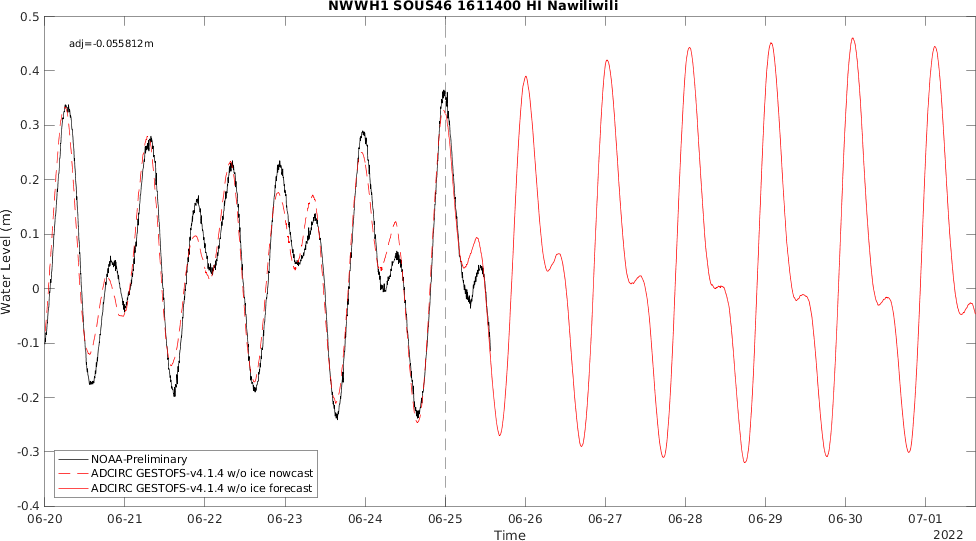 NWWH1 SOUS46 1611400 HI Nawiliwili
adj=-0.055812m
Water Level (m)
0.5
0.4
0.3
0.2
0.1
0
-0.1
-0.2
-0.3
-0.4
NOAA-Preliminary
ADCIRC GESTOFS-v4.1.4 w/o ice nowcast
ADCIRC GESTOFS-v4.1.4 w/o ice forecast
06-20 06-21 06-22 06-23 06-24 06-25 06-26 06-27 06-28 06-29 06-30 07-01
Time
2022